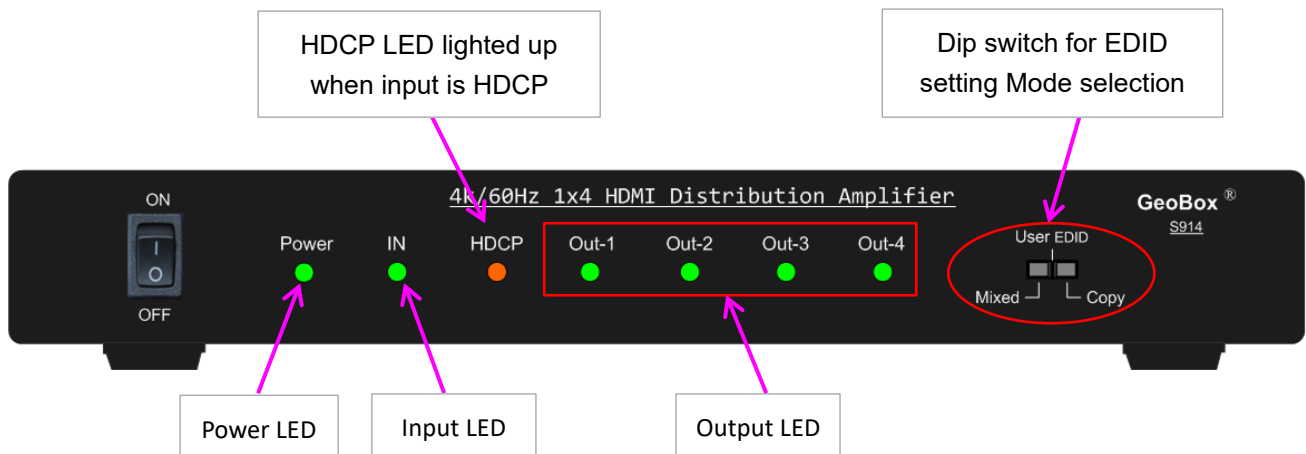 HDCP LED lighted up
when input is HDCP
Dip switch for EDID
setting Mode selection
4k/60Hz 1x4 HDMI Distribution Amplifier
GeoBox ®
S914
ON
OFF
Power
IN
HDCP
Out-1
Out-2
Out-3
Out-4
User EDID
Mixed
Copy
Power LED
Input LED
Output LED